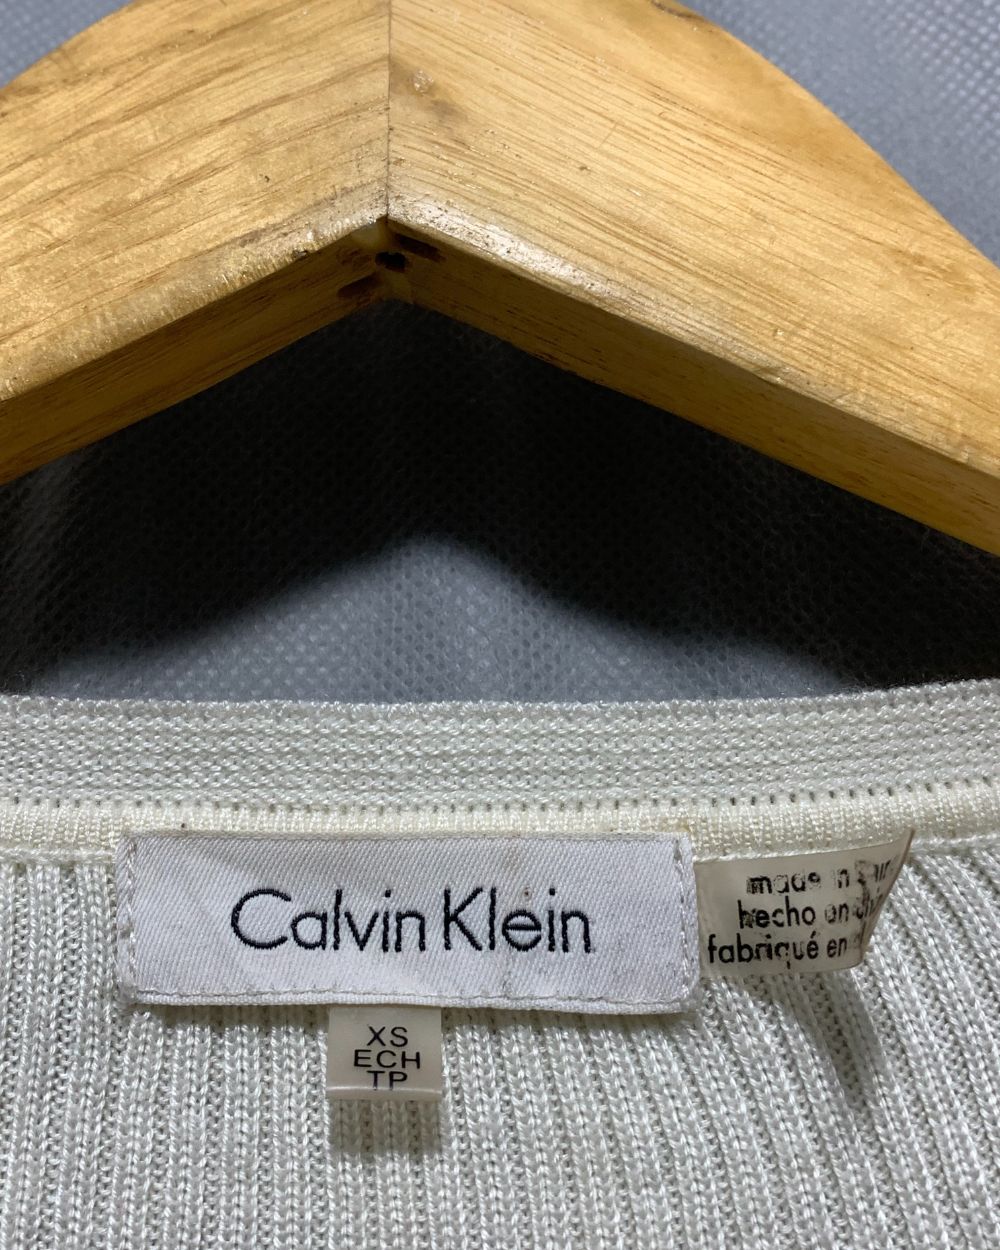 Calvin Klein
made in
hecho en
fabriqué en
XS
ECH
TP